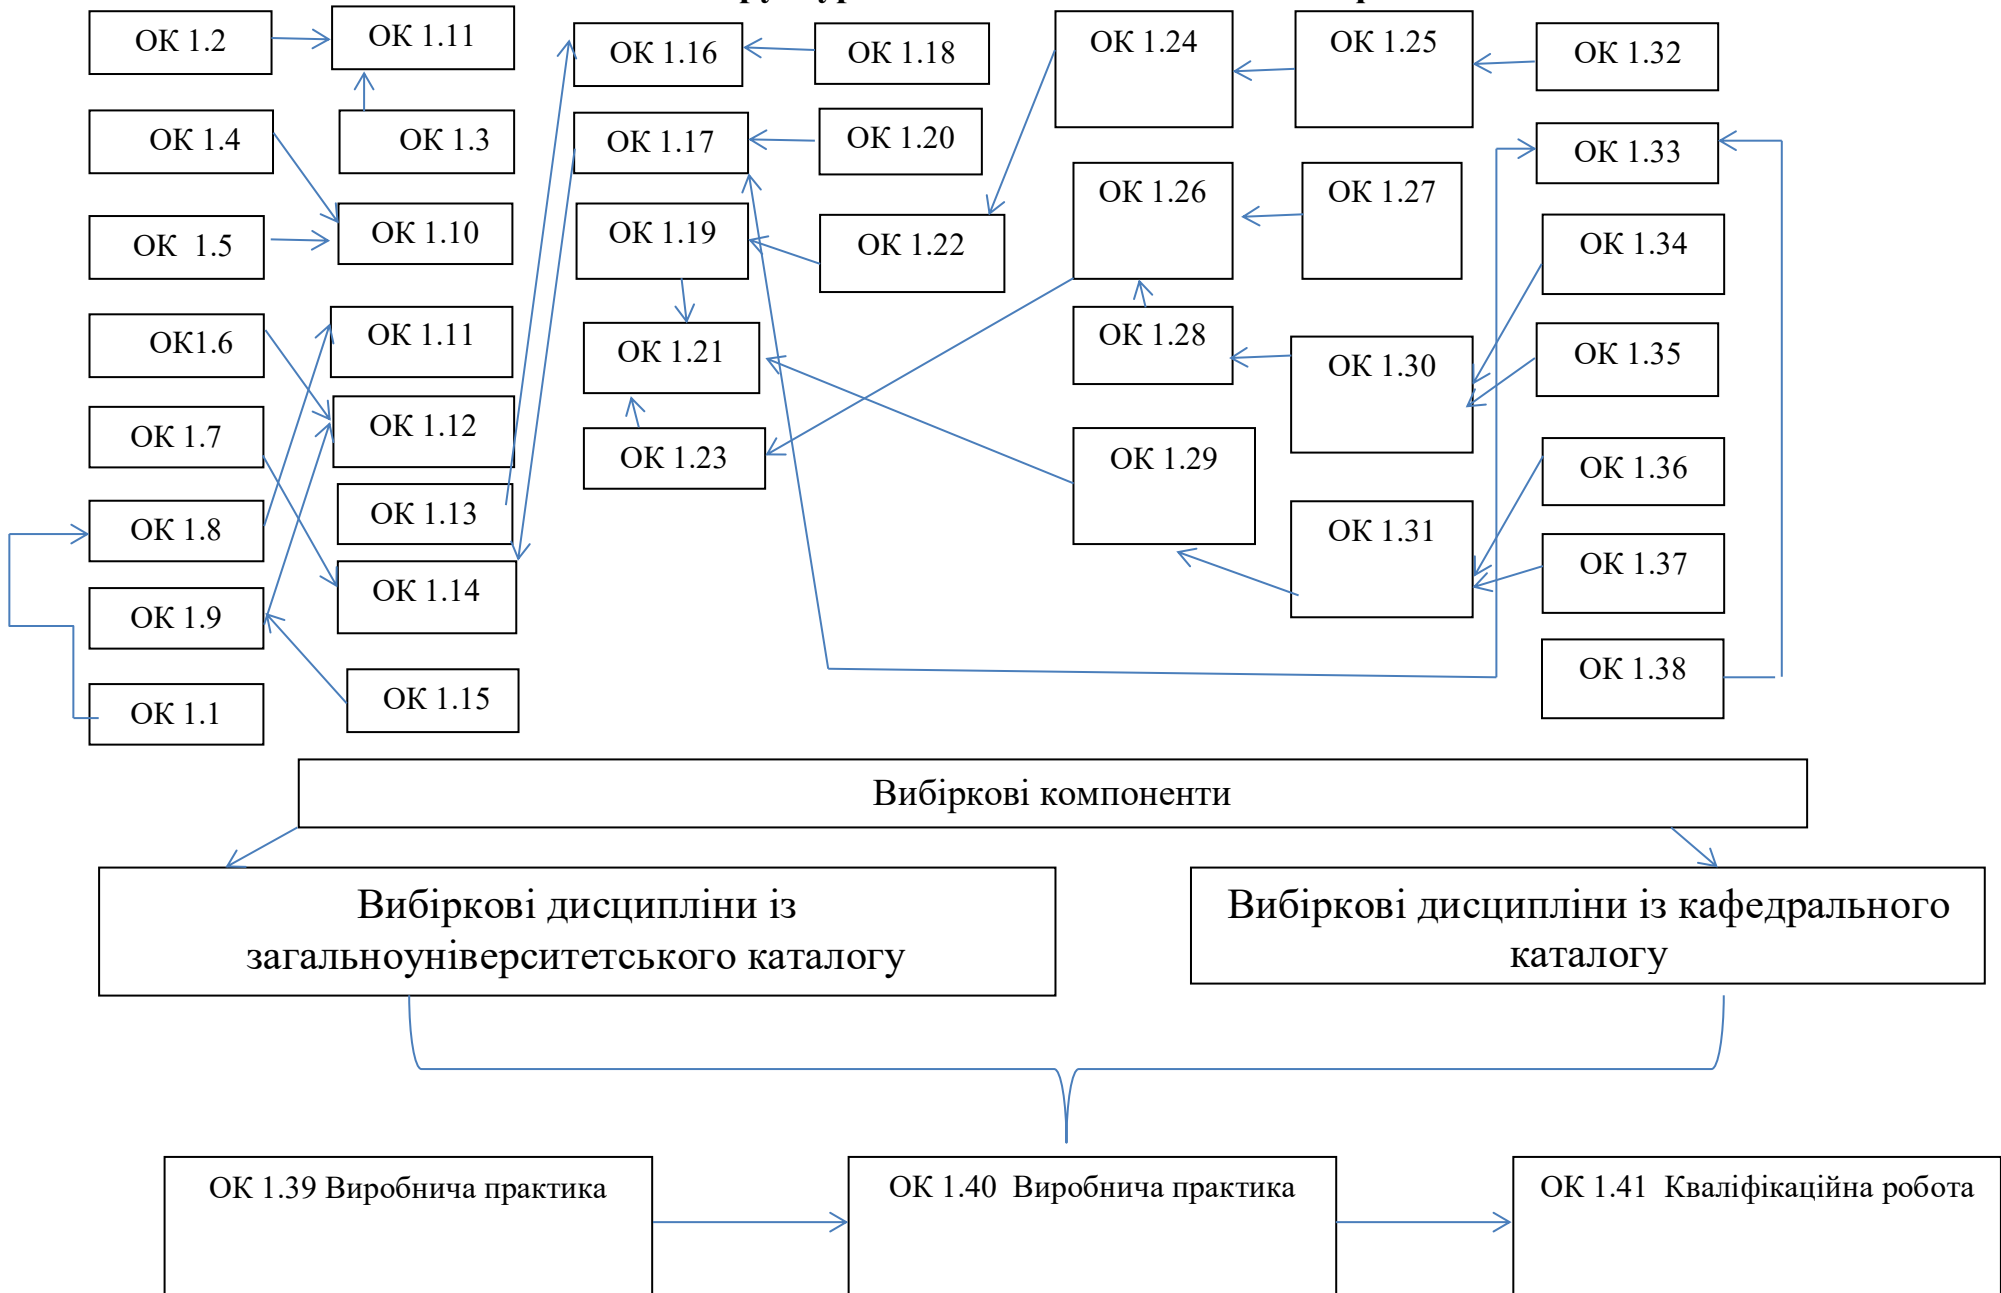 ОК 1.2
ОК 1.11
ОК 1.16
ОК 1.18
ОК 1.24
ОК 1.25
ОК 1.32
ОК 1.4
ОК 1.3
ОК 1.17
ОК 1.20
ОК 1.33
ОК 1.5
ОК 1.10
ОК 1.19
ОК 1.22
ОК 1.26
ОК 1.27
ОК 1.34
ОК1.6
ОК 1.11
ОК 1.21
ОК 1.28
ОК 1.30
ОК 1.35
ОК 1.7
ОК 1.12
ОК 1.23
ОК 1.29
ОК 1.36
ОК 1.8
ОК 1.13
ОК 1.31
ОК 1.37
ОК 1.9
ОК 1.14
ОК 1.38
ОК 1.1
ОК 1.15
Вибіркові компоненти
Вибіркові дисципліни із
загальноуніверситетського каталогу
Вибіркові дисципліни із кафедрального
каталогу
ОК 1.39 Виробнича практика
ОК 1.40 Виробнича практика
ОК 1.41 Кваліфікаційна робота